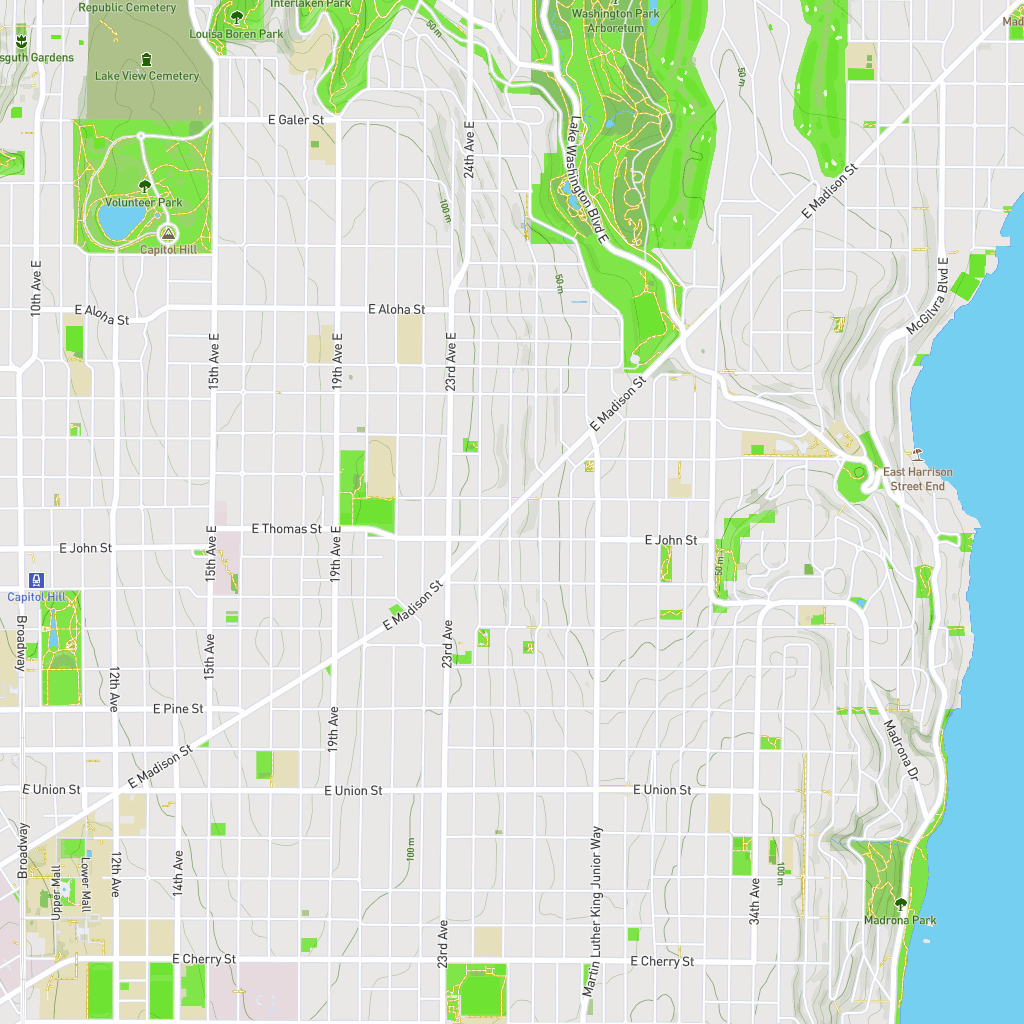 Republic Cemetery
Interlaken Park
Louisa Boren Park
Washington Park
Arboretum
50 m
Gardens
Lake View Cemetery
50 m
E Galer St
24th Ave E
Lake Washington Blvd E
E Madison St
Volunteer Park
100 m
Capitol Hill
10th Ave E
50 m
McGilvra Blvd E
E Aloha St
E Aloha St
15th Ave E
19th Ave E
23rd Ave E
E Madison St
East Harrison
Street End
E Thomas St
E John St
E John St
15th Ave E
19th Ave E
50 m
Capitol Hill
E Madison St
Broadway
15th Ave
23rd Ave
12th Ave
E Pine St
19th Ave
Madrona Dr
E Madison St
E Union St
E Union St
E Union St
Broadway
12th Ave
14th Ave
Lower Mall
Upper Mall
100 m
Martin Luther King Junior Way
100 m
34th Ave
Madrona Park
23rd Ave
E Cherry St
E Cherry St